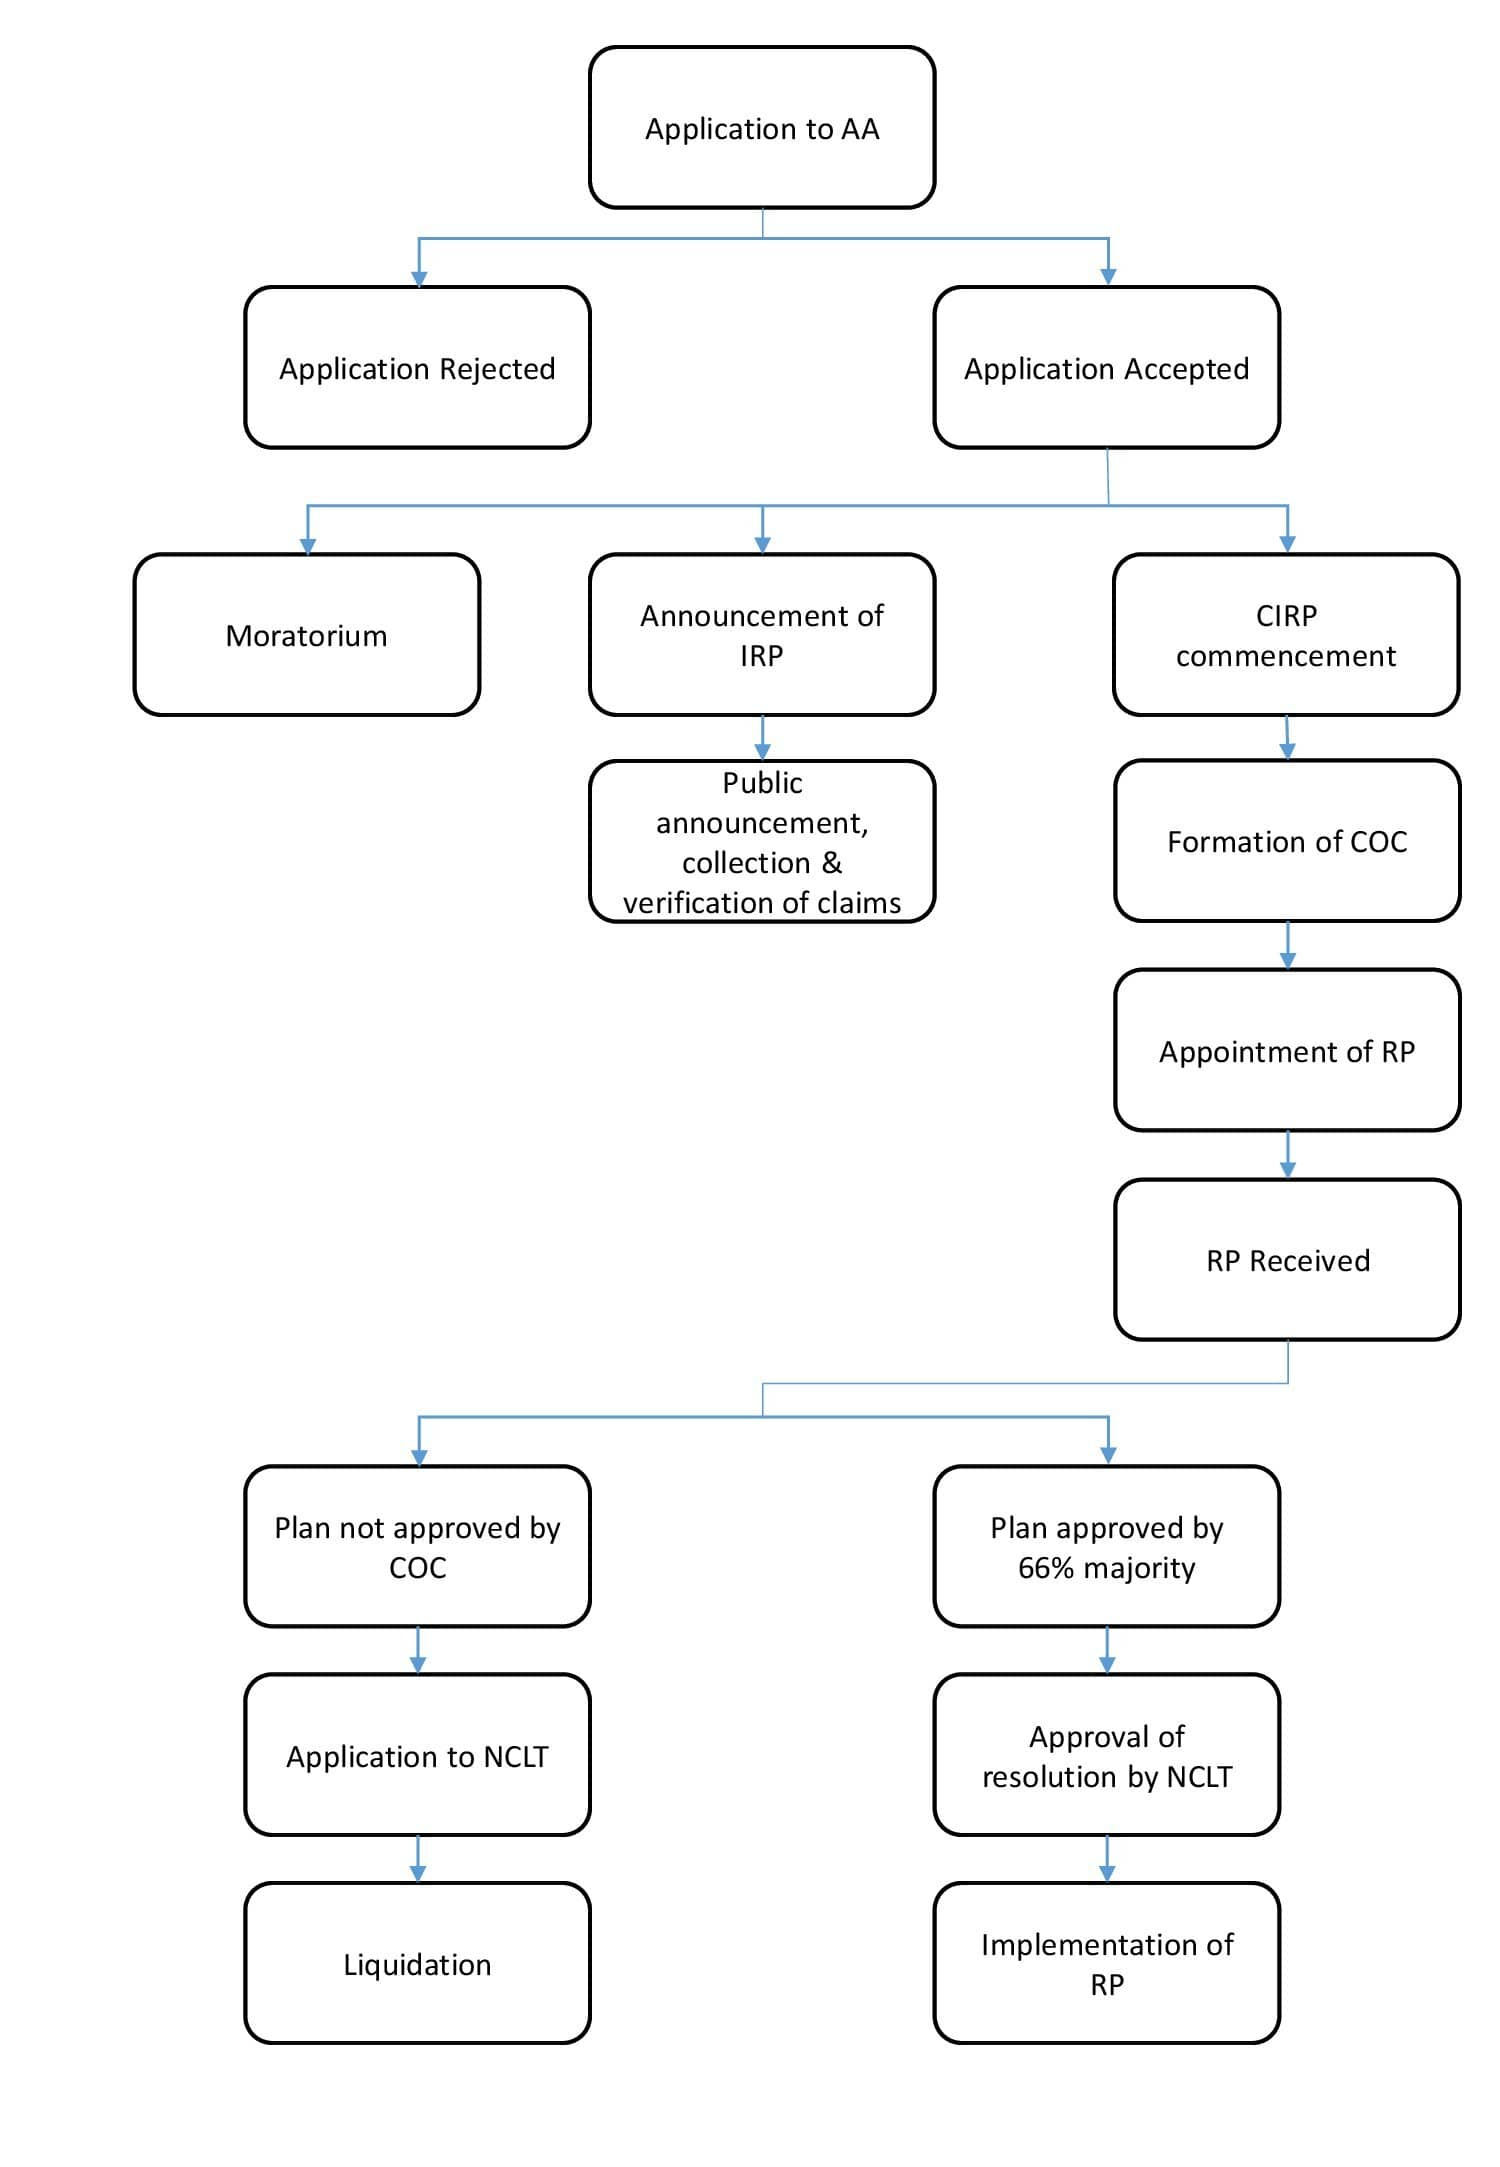 Application to AA
Application Rejected
Application Accepted
Moratorium
Announcement of
IRP
CIRP
commencement
Public
announcement,
collection &
verification of claims
Formation of COC
Appointment of RP
RP Received
Plan not approved by
COC
Plan approved by
66% majority
Application to NCLT
Approval of
resolution by NCLT
Liquidation
Implementation of
RP